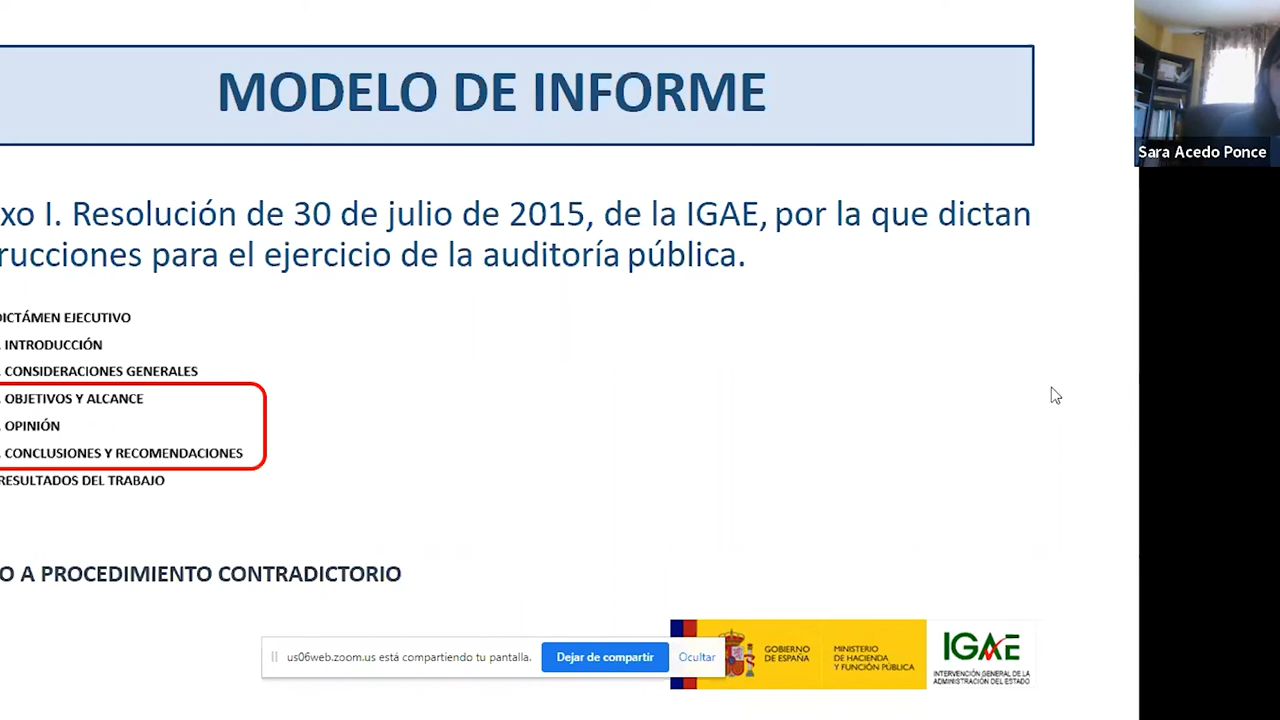 MODELO DE INFORME
Sara Acedo Ponce
xo I. Resolución de 30 de julio de 2015, de la IGAE, por la que dictan
rucciones para el ejercicio de la auditoría pública.
DICTÁMEN EJECUTIVO
. INTRODUCCIÓN
. CONSIDERACIONES GENERALES
. OBJETIVOS Y ALCANCE
. OPINIÓN
. CONCLUSIONES Y RECOMENDACIONES
RESULTADOS DEL TRABAJO
O A PROCEDIMIENTO CONTRADICTORIO
us06web.zoom.us está compartiendo tu pantalla.
Dejar de compartir
Ocultar
GOBIERNO
DE ESPAÑA
MINISTERIO
DE HACIENDA
Y FUNCIÓN PÚBLICA
IGAE
INTERVENCIÓN GENERAL DE LA
ADMINISTRACIÓN DEL ESTADO